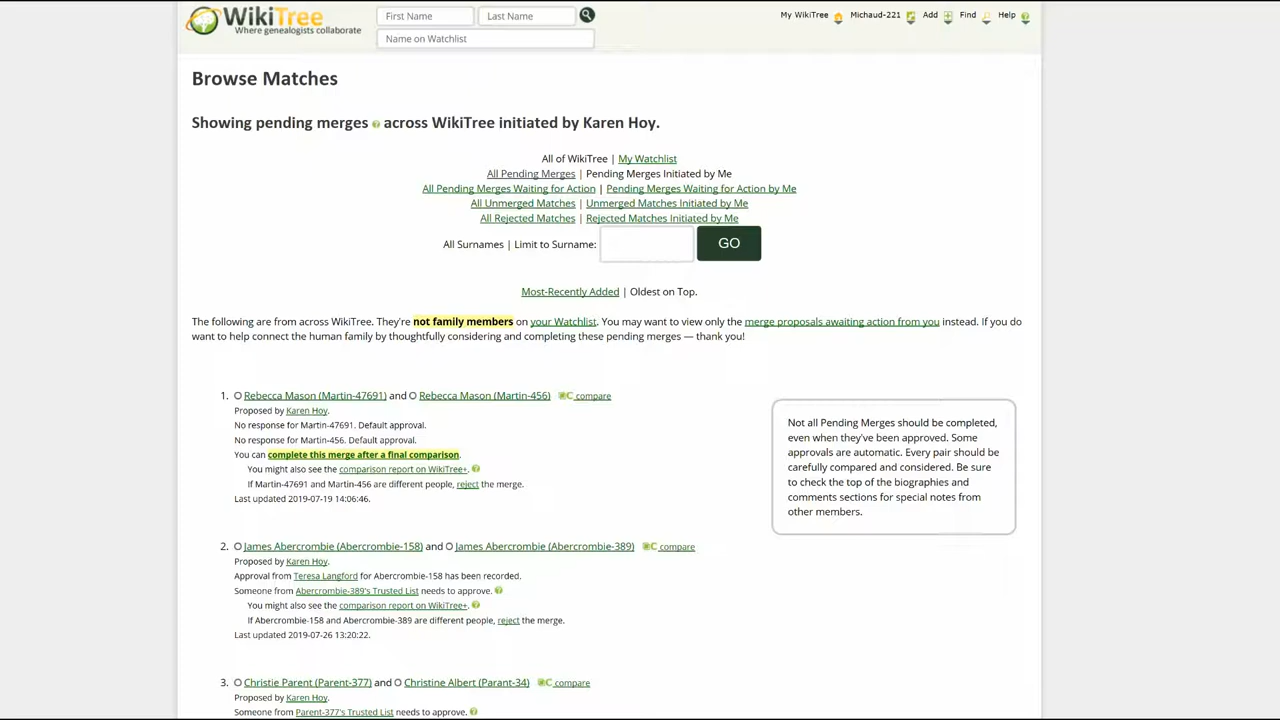 WikiTree
Where genealogists collaborate
First Name
Last Name
Name on Watchlist
My WikiTree
Michaud-221
Add
Find
Help
Browse Matches
Showing pending merges across WikiTree initiated by Karen Hoy.
All of WikiTree | My Watchlist
All Pending Merges | Pending Merges Initiated by Me
All Pending Merges Waiting for Action | Pending Merges Waiting for Action by Me
All Unmerged Matches | Unmerged Matches Initiated by Me
All Rejected Matches | Rejected Matches Initiated by Me
All Surnames | Limit to Surname: GO
Most-Recently Added | Oldest on Top.
The following are from across WikiTree. They're not family members on your Watchlist. You may want to view only the merge proposals awaiting action from you instead. If you do
want to help connect the human family by thoughtfully considering and completing these pending merges — thank you!
1. Rebecca Mason (Martin-47691) and Rebecca Mason (Martin-456) C compare
Proposed by Karen Hoy.
No response for Martin-47691. Default approval.
No response for Martin-456. Default approval.
You can complete this merge after a final comparison.
You might also see the comparison report on WikiTree+.
If Martin-47691 and Martin-456 are different people, reject the merge.
Last updated 2019-07-19 14:06:46.
Not all Pending Merges should be completed,
even when they've been approved. Some
approvals are automatic. Every pair should be
carefully compared and considered. Be sure
to check the top of the biographies and
comments sections for special notes from
other members.
2. James Abercrombie (Abercrombie-158) and James Abercrombie (Abercrombie-389) C compare
Proposed by Karen Hoy.
Approval from Teresa Langford for Abercrombie-158 has been recorded.
Someone from Abercrombie-389's Trusted List needs to approve.
You might also see the comparison report on WikiTree+.
If Abercrombie-158 and Abercrombie-389 are different people, reject the merge.
Last updated 2019-07-26 13:20:22.
3. Christie Parent (Parent-377) and Christine Albert (Parant-34) C compare
Proposed by Karen Hoy.
Someone from Parent-377's Trusted List needs to approve.